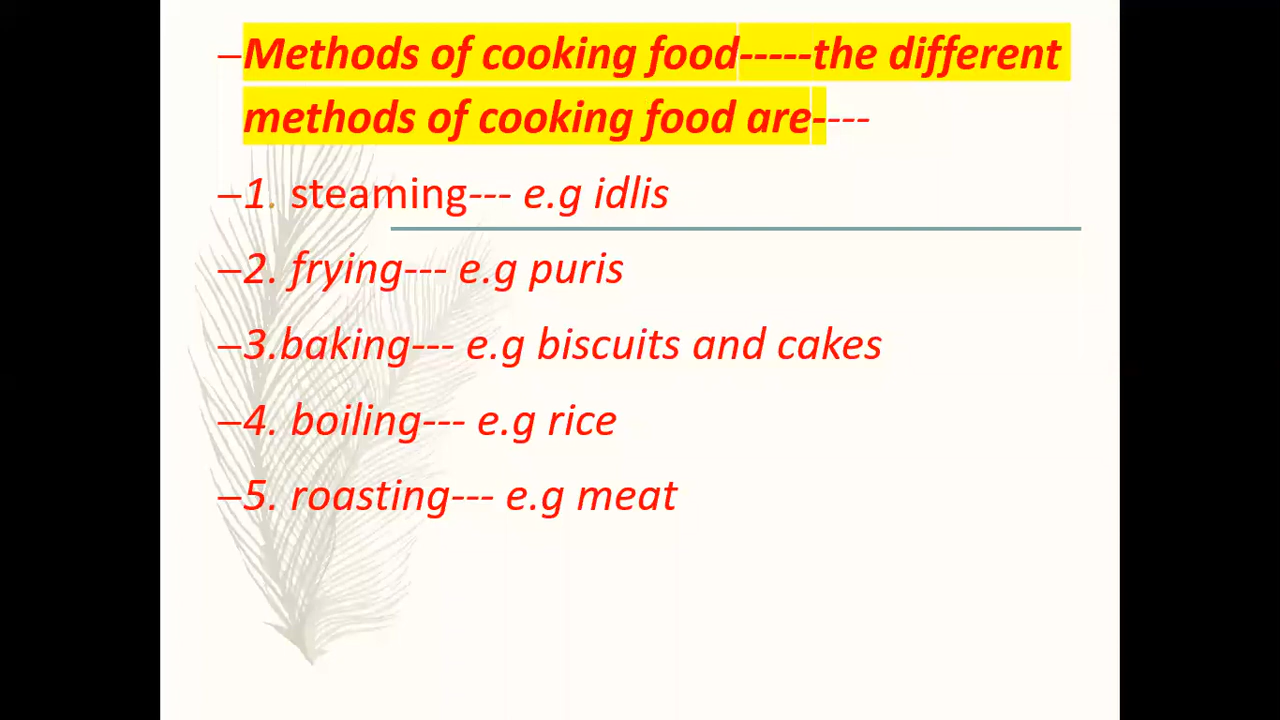 –Methods of cooking food-----the different
methods of cooking food are----
–1. steaming--- e.g idlis
–2. frying--- e.g puris
–3.baking--- e.g biscuits and cakes
–4. boiling--- e.g rice
–5. roasting--- e.g meat